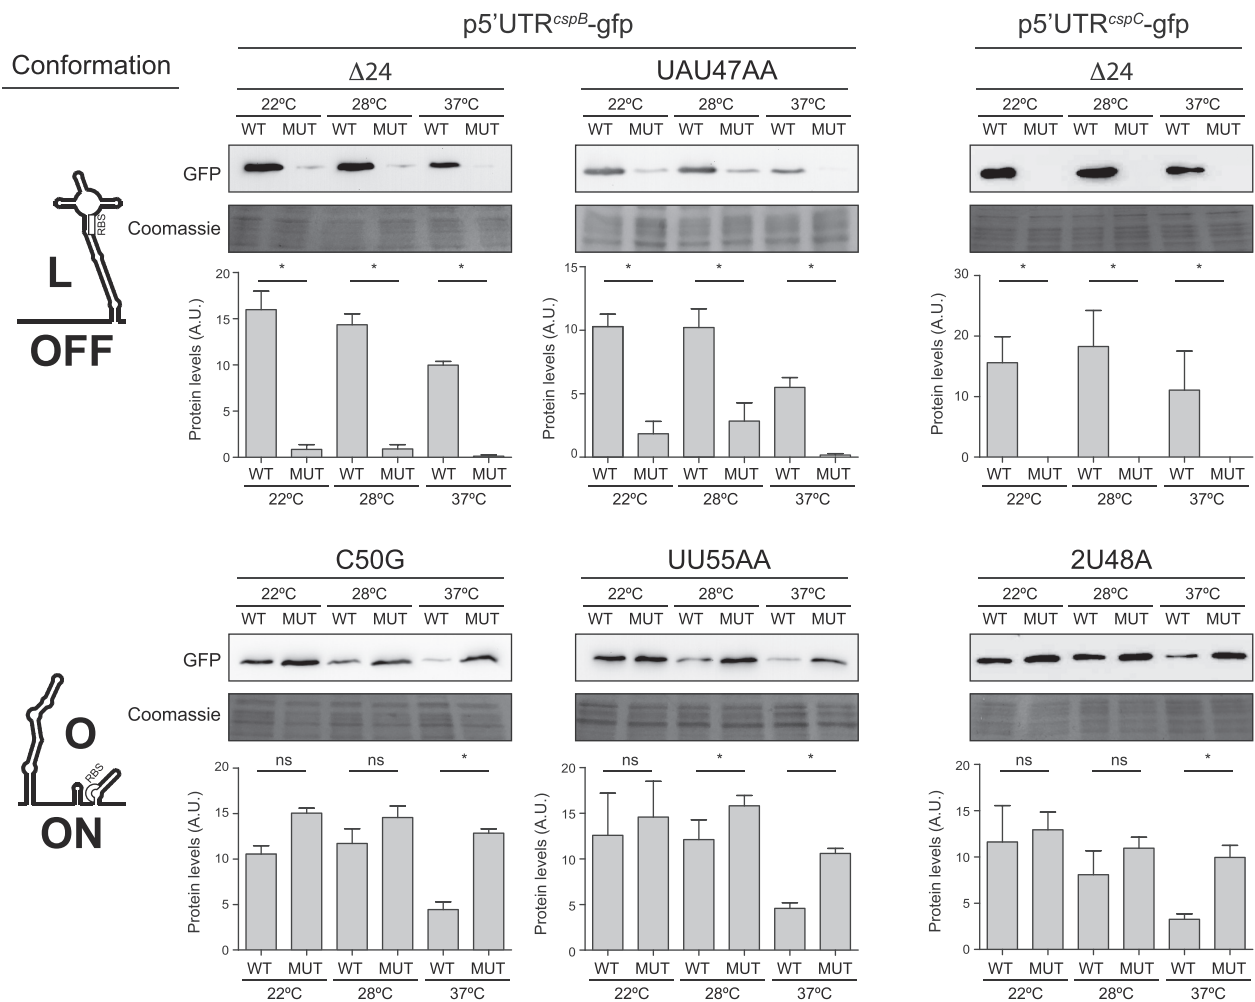 p5'UTRcspB-gfp p5'UTRcspC-gfp
Conformation
Δ24 UAU47AA Δ24
22ºC 28ºC 37ºC 22ºC 28ºC 37ºC 22ºC 28ºC 37ºC
WT MUT WT MUT WT MUT WT MUT WT MUT WT MUT WT MUT WT MUT WT MUT
GFP
RBS
Coomassie
L
OFF
* * * * * * * * *
Protein levels (A.U.) 20 15 10 5 0
Protein levels (A.U.) 15 10 5 0
Protein levels (A.U.) 30 20 10 0
WT MUT WT MUT WT MUT WT MUT WT MUT WT MUT WT MUT WT MUT WT MUT
22ºC 28ºC 37ºC 22ºC 28ºC 37ºC 22ºC 28ºC 37ºC
C50G UU55AA 2U48A
22ºC 28ºC 37ºC 22ºC 28ºC 37ºC 22ºC 28ºC 37ºC
WT MUT WT MUT WT MUT WT MUT WT MUT WT MUT WT MUT WT MUT WT MUT
GFP
Coomassie
O
RBS
ON
ns ns * ns * * ns ns *
Protein levels (A.U.) 20 15 10 5 0
Protein levels (A.U.) 20 15 10 5 0
Protein levels (A.U.) 20 15 10 5 0
WT MUT WT MUT WT MUT WT MUT WT MUT WT MUT WT MUT WT MUT WT MUT
22ºC 28ºC 37ºC 22ºC 28ºC 37ºC 22ºC 28ºC 37ºC